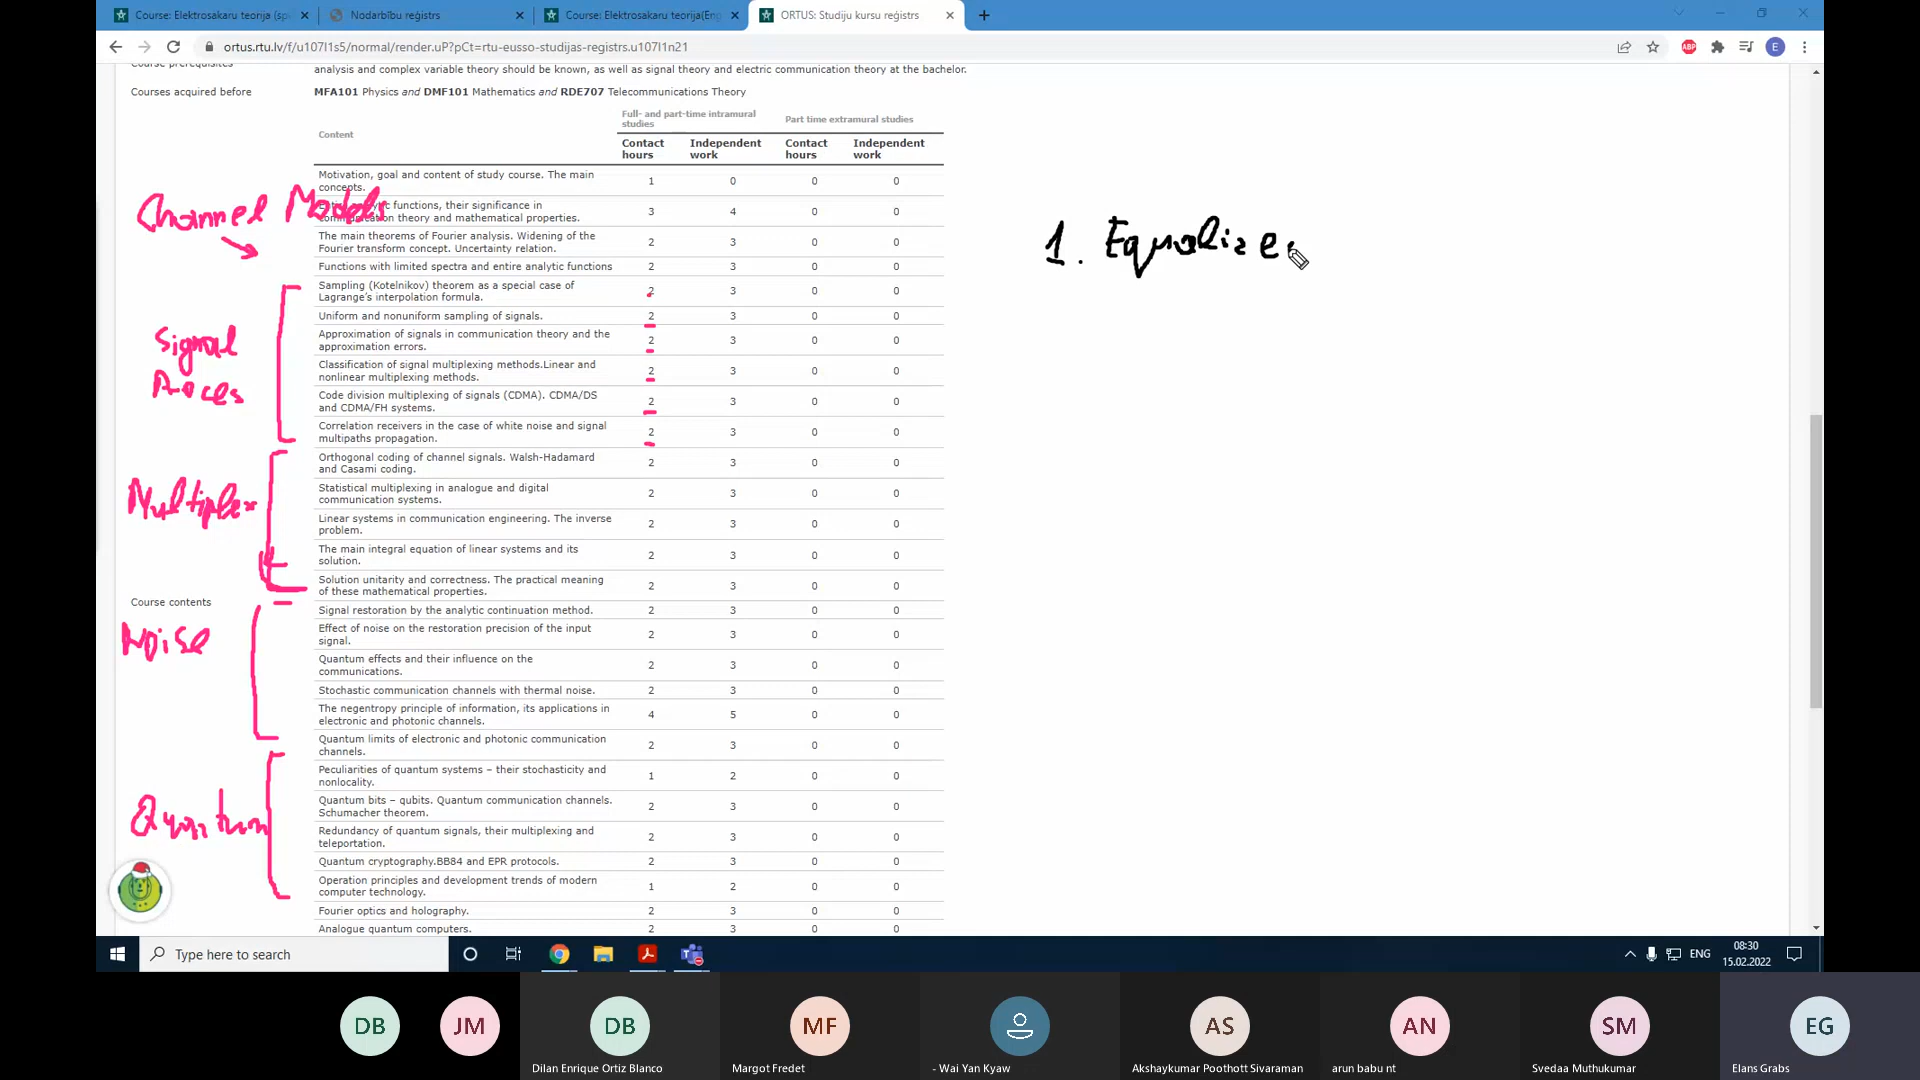 Course: Elektrosakaru teorija (sp
Nodarbību reģistrs
Course: Elektrosakaru teorija(Eng
ORTUS: Studiju kursu reģistrs
ortus.rtu.lv/f/u107l1s5/normal/render.uP?pCt=rtu-eusso-studijas-registrs.u107l1n21
ABP
E
Course prerequisites
analysis and complex variable theory should be known, as well as signal theory and electric communication theory at the bachelor.
Courses acquired before
MFA101 Physics and DMF101 Mathematics and RDE707 Telecommunications Theory
Content
Full- and part-time intramural studies
Part time extramural studies
Contact hours
Independent work
Contact hours
Independent work
Motivation, goal and content of study course. The main concepts. 1 0 0 0
Entire analytic functions, their significance in communication theory and mathematical properties. 3 4 0 0
The main theorems of Fourier analysis. Widening of the Fourier transform concept. Uncertainty relation. 2 3 0 0
Functions with limited spectra and entire analytic functions 2 3 0 0
Sampling (Kotelnikov) theorem as a special case of Lagrange's interpolation formula. 2 3 0 0
Uniform and nonuniform sampling of signals. 2 3 0 0
Approximation of signals in communication theory and the approximation errors. 2 3 0 0
Classification of signal multiplexing methods.Linear and nonlinear multiplexing methods. 2 3 0 0
Code division multiplexing of signals (CDMA). CDMA/DS and CDMA/FH systems. 2 3 0 0
Correlation receivers in the case of white noise and signal multipaths propagation. 2 3 0 0
Orthogonal coding of channel signals. Walsh-Hadamard and Casami coding. 2 3 0 0
Statistical multiplexing in analogue and digital communication systems. 2 3 0 0
Linear systems in communication engineering. The inverse problem. 2 3 0 0
The main integral equation of linear systems and its solution. 2 3 0 0
Solution unitarity and correctness. The practical meaning of these mathematical properties. 2 3 0 0
Course contents
Signal restoration by the analytic continuation method. 2 3 0 0
Effect of noise on the restoration precision of the input signal. 2 3 0 0
Quantum effects and their influence on the communications. 2 3 0 0
Stochastic communication channels with thermal noise. 2 3 0 0
The negentropy principle of information, its applications in electronic and photonic channels. 4 5 0 0
Quantum limits of electronic and photonic communication channels. 2 3 0 0
Peculiarities of quantum systems – their stochasticity and nonlocality. 1 2 0 0
Quantum bits – qubits. Quantum communication channels. Schumacher theorem. 2 3 0 0
Redundancy of quantum signals, their multiplexing and teleportation. 2 3 0 0
Quantum cryptography.BB84 and EPR protocols. 2 3 0 0
Operation principles and development trends of modern computer technology. 1 2 0 0
Fourier optics and holography. 2 3 0 0
Analogue quantum computers. 2 3 0 0
Channel Models
Signal
Proces
Multiplex
Noise
Quantum
1. Equalizer
Type here to search
ENG
08:30
15.02.2022
DB
JM
DB
MF
AS
AN
SM
EG
Dilan Enrique Ortiz Blanco
Margot Fredet
- Wai Yan Kyaw
Akshaykumar Poothott Sivaraman
arun babu nt
Svedaa Muthukumar
Elans Grabs